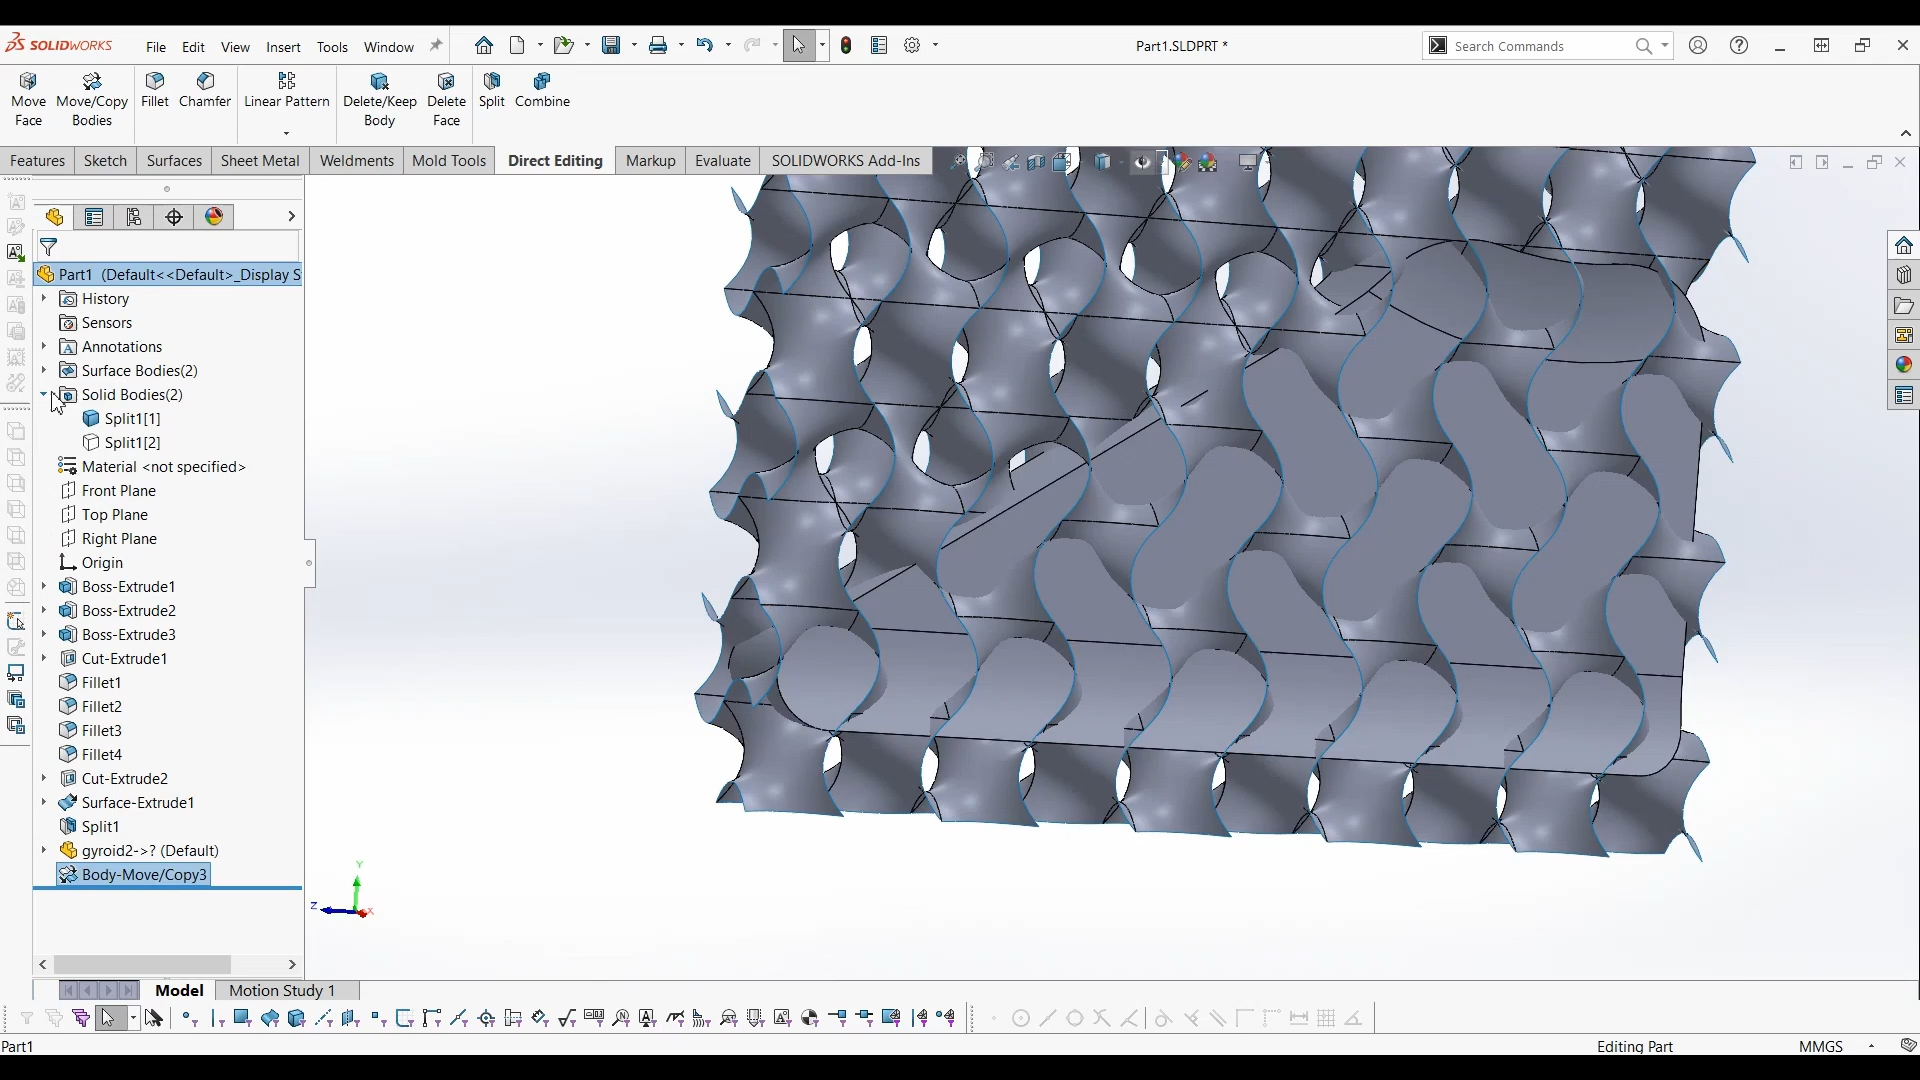 SOLIDWORKS
File Edit View Insert Tools Window
Part1.SLDPRT *
Search Commands
Move Face
Move/Copy Bodies
Fillet
Chamfer
Linear Pattern
Delete/Keep Body
Delete Face
Split
Combine
Features Sketch Surfaces Sheet Metal Weldments Mold Tools Direct Editing Markup Evaluate SOLIDWORKS Add-Ins
Part1 (Default<<Default>_Display S
History
Sensors
Annotations
Surface Bodies(2)
Solid Bodies(2)
Split1[1]
Split1[2]
Material <not specified>
Front Plane
Top Plane
Right Plane
Origin
Boss-Extrude1
Boss-Extrude2
Boss-Extrude3
Cut-Extrude1
Fillet1
Fillet2
Fillet3
Fillet4
Cut-Extrude2
Surface-Extrude1
Split1
gyroid2->? (Default)
Body-Move/Copy3
Y
Z
X
Model Motion Study 1
Part1 Editing Part MMGS